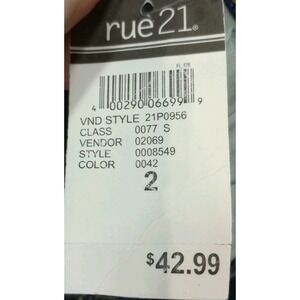 rue21
4 00290 06699 9
VND STYLE 21P0956
CLASS 0077 S
VENDOR 02069
STYLE 0008549
COLOR 0042
2
$42.99